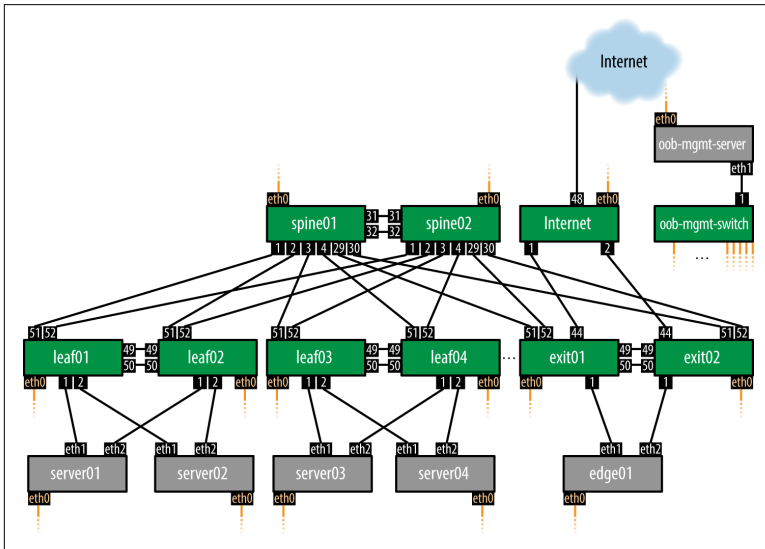 Internet
eth0
oob-mgmt-server
eth1
eth0 eth0 48 eth0 1
spine01 31 31 spine02 Internet oob-mgmt-switch
32 32
1 2 3 4 29 30 1 2 3 4 29 30 1 2
...
51 52 51 52 51 52 51 52 51 52 44 44 51 52
leaf01 49 49 leaf02 leaf03 49 49 leaf04 ... exit01 49 49 exit02
50 50 50 50 50 50
eth0 1 2 1 2 eth0 eth0 1 2 1 2 eth0 eth0 1 1 eth0
eth1 eth2 eth1 eth2 eth1 eth2 eth1 eth2 eth1 eth2
server01 server02 server03 server04 edge01
eth0 eth0 eth0 eth0 eth0